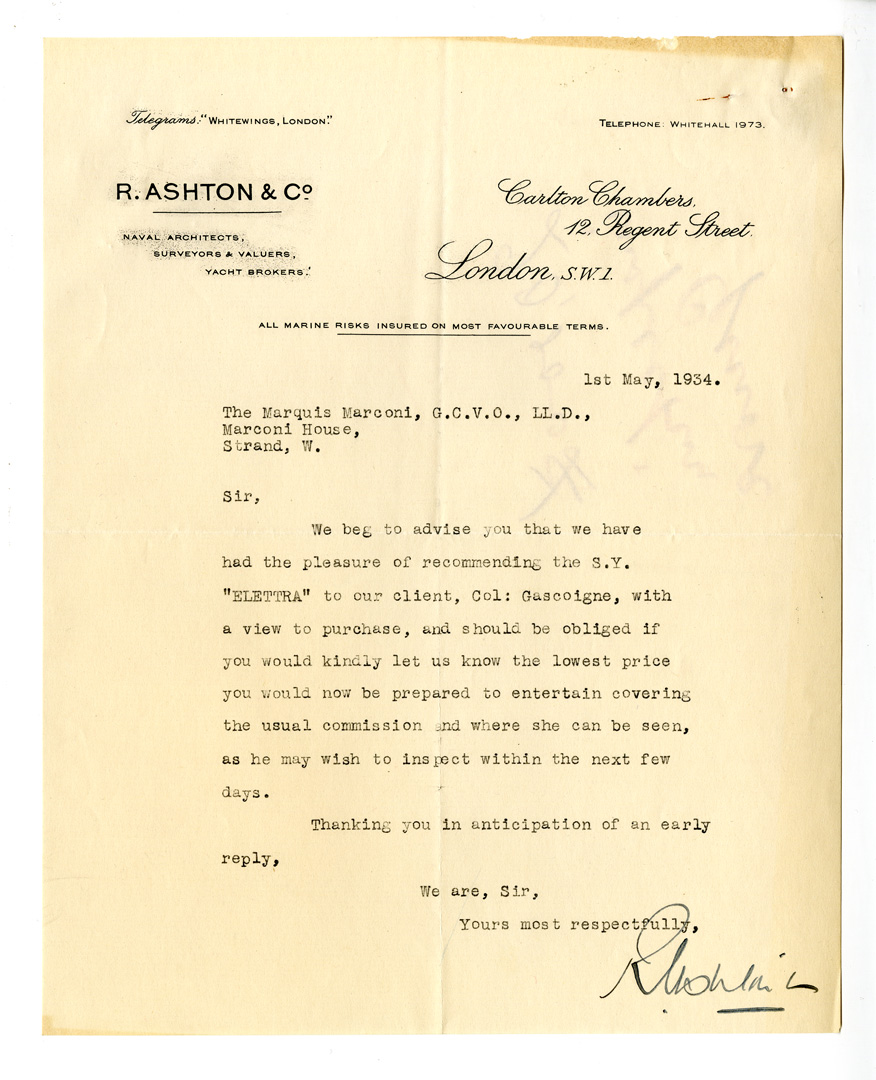 Telegrams: "WHITEWINGS, LONDON."
TELEPHONE: WHITEHALL 1973.
R. ASHTON & Co
NAVAL ARCHITECTS,
SURVEYORS & VALUERS,
YACHT BROKERS.
Carlton Chambers,
12, Regent Street.
London, S.W.1.
ALL MARINE RISKS INSURED ON MOST FAVOURABLE TERMS.
1st May, 1934.
The Marquis Marconi, G.C.V.O., LL.D.,
Marconi House,
Strand, W.
Sir,
We beg to advise you that we have
had the pleasure of recommending the S.Y.
"ELETTRA" to our client, Col: Gascoigne, with
a view to purchase, and should be obliged if
you would kindly let us know the lowest price
you would now be prepared to entertain covering
the usual commission and where she can be seen,
as he may wish to inspect within the next few
days.
Thanking you in anticipation of an early
reply,
We are, Sir,
Yours most respectfully,
R Ashton